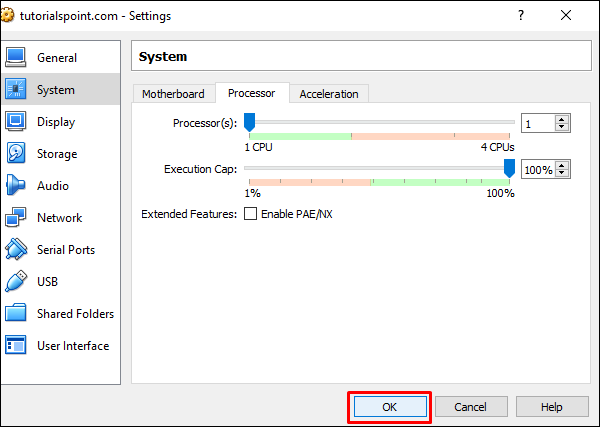 tutorialspoint.com - Settings
?
General
System
Display
Storage
Audio
Network
Serial Ports
USB
Shared Folders
User Interface
System
Motherboard Processor Acceleration
Processor(s): 1
1 CPU 4 CPUs
Execution Cap: 100%
1% 100%
Extended Features: Enable PAE/NX
OK Cancel Help